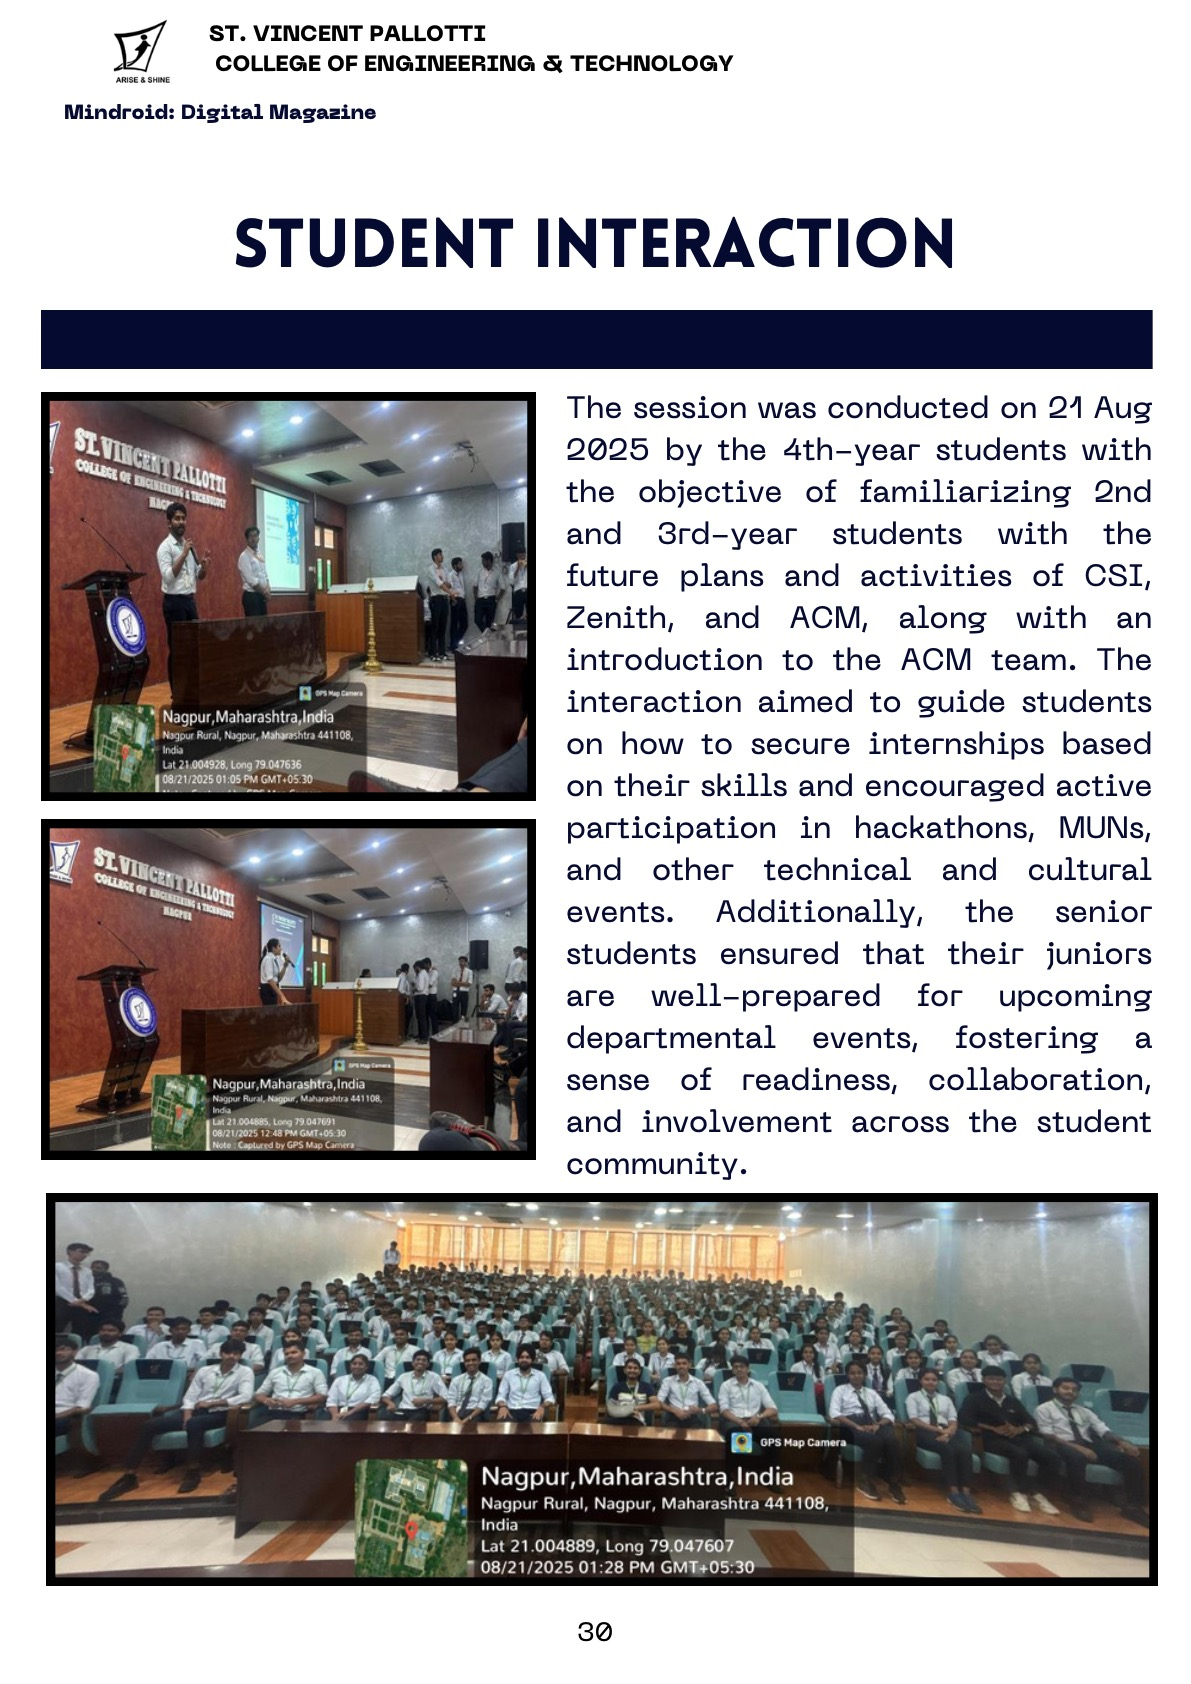 ST. VINCENT PALLOTTI
COLLEGE OF ENGINEERING & TECHNOLOGY
ARISE & SHINE
Mindroid: Digital Magazine
STUDENT INTERACTION
ST. VINCENT PALLOTTI
COLLEGE OF ENGINEERING & TECHNOLOGY
GPS Map Camera
Nagpur,Maharashtra,India
Nagpur Rural, Nagpur, Maharashtra 441108,
India
Lat 21.004928, Long 79.047636
08/21/2025 01:05 PM GMT+05:30
ST. VINCENT PALLOTTI
COLLEGE OF ENGINEERING & TECHNOLOGY
NAGPUR
GPS Map Camera
Nagpur,Maharashtra,India
Nagpur Rural, Nagpur, Maharashtra 441108,
India
Lat 21.004885, Long 79.047691
08/21/2025 12:48 PM GMT+05:30
Note : Captured by GPS Map Camera
The session was conducted on 21 Aug
2025 by the 4th-year students with
the objective of familiarizing 2nd
and 3rd-year students with the
future plans and activities of CSI,
Zenith, and ACM, along with an
introduction to the ACM team. The
interaction aimed to guide students
on how to secure internships based
on their skills and encouraged active
participation in hackathons, MUNs,
and other technical and cultural
events. Additionally, the senior
students ensured that their juniors
are well-prepared for upcoming
departmental events, fostering a
sense of readiness, collaboration,
and involvement across the student
community.
GPS Map Camera
Nagpur,Maharashtra,India
Nagpur Rural, Nagpur, Maharashtra 441108,
India
Lat 21.004889, Long 79.047607
08/21/2025 01:28 PM GMT+05:30
30